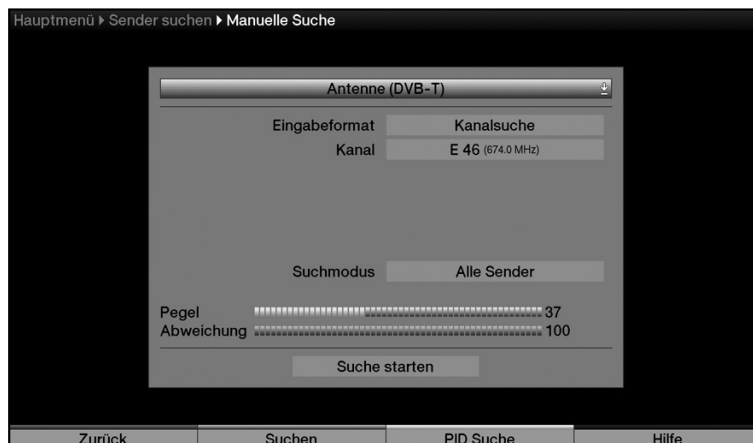 Hauptmenü ▸ Sender suchen ▸ Manuelle Suche
Antenne (DVB-T)
Eingabeformat Kanalsuche
Kanal E 46 (674.0 MHz)
Suchmodus Alle Sender
Pegel 37
Abweichung 100
Suche starten
Zurück Suchen PID Suche Hilfe